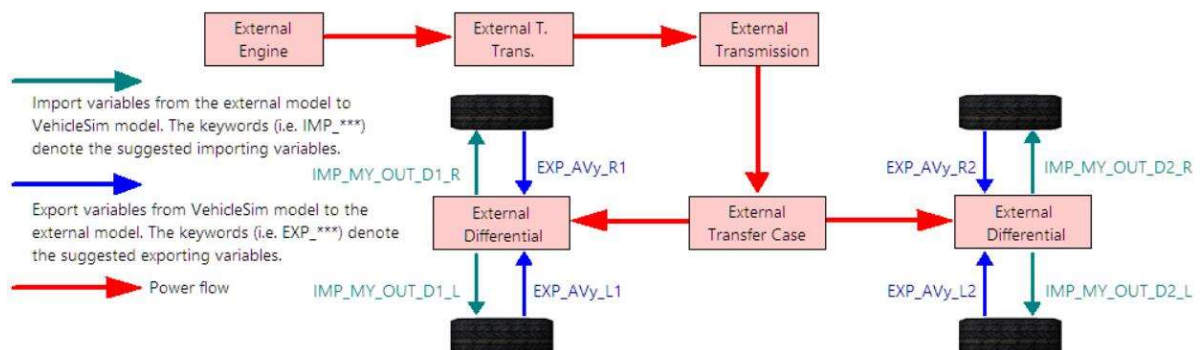 External
Engine
External T.
Trans.
External
Transmission
Import variables from the external model to
VehicleSim model. The keywords (i.e. IMP_***)
denote the suggested importing variables.
IMP_MY_OUT_D1_R
EXP_AVy_R1
EXP_AVy_R2
IMP_MY_OUT_D2_R
Export variables from VehicleSim model to the
external model. The keywords (i.e. EXP_***) denote
the suggested exporting variables.
External
Differential
External
Transfer Case
External
Differential
Power flow
IMP_MY_OUT_D1_L
EXP_AVy_L1
EXP_AVy_L2
IMP_MY_OUT_D2_L